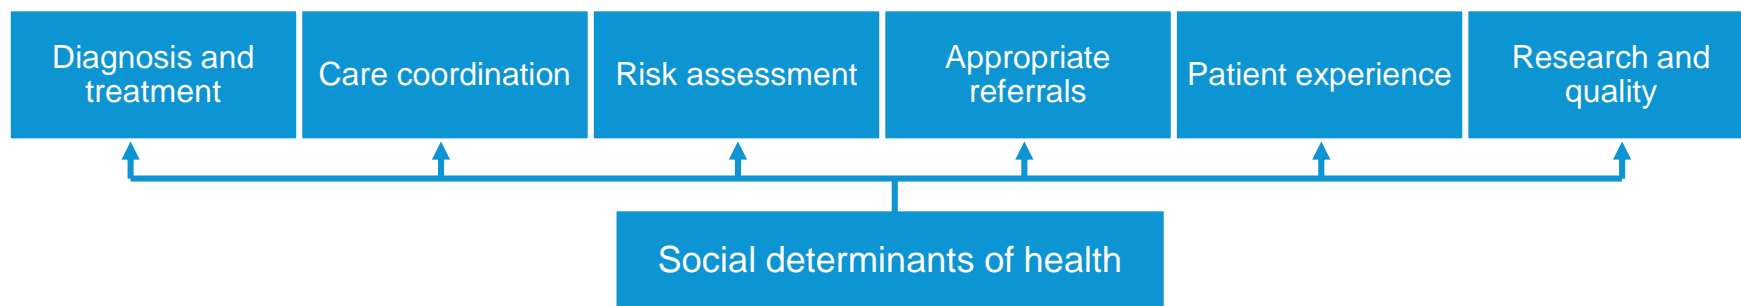 Diagnosis and
treatment
Care coordination
Risk assessment
Appropriate
referrals
Patient experience
Research and
quality
Social determinants of health